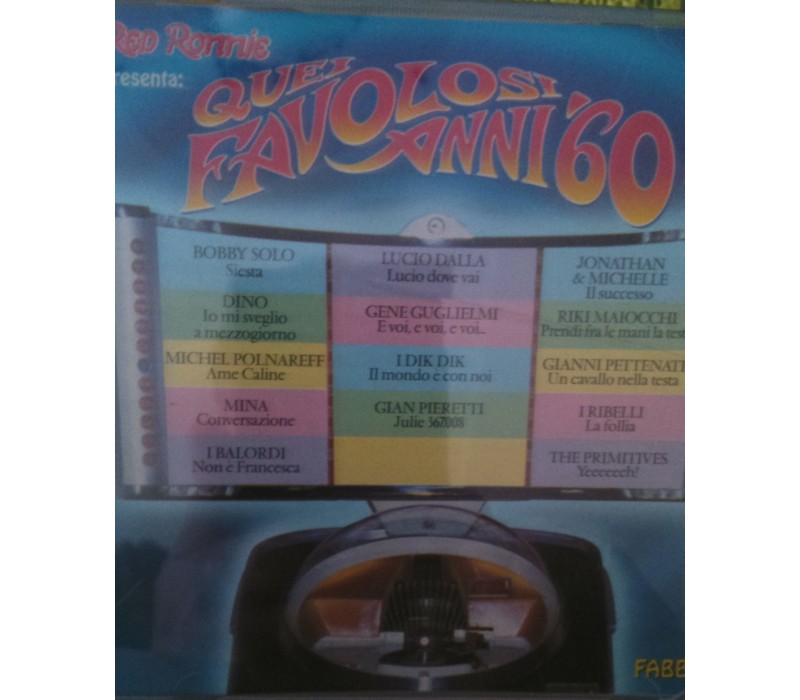 RED RONNIE
resenta:
QUEI
FAVOLOSI
ANNI '60
BOBBY SOLO
Siesta
DINO
Io mi sveglio
a mezzogiorno
MICHEL POLNAREFF
Ame Caline
MINA
Conversazione
I BALORDI
Non è Francesca
LUCIO DALLA
Lucio dove vai
GENE GUGLIELMI
E voi, e voi, e voi..
I DIK DIK
Il mondo è con noi
GIAN PIERETTI
Julie 367008
JONATHAN
& MICHELLE
Il successo
RIKI MAIOCCHI
Prendi fra le mani la test
GIANNI PETTENATI
Un cavallo nella testa
I RIBELLI
La follia
THE PRIMITIVES
Yeeeeeeh!
FABB